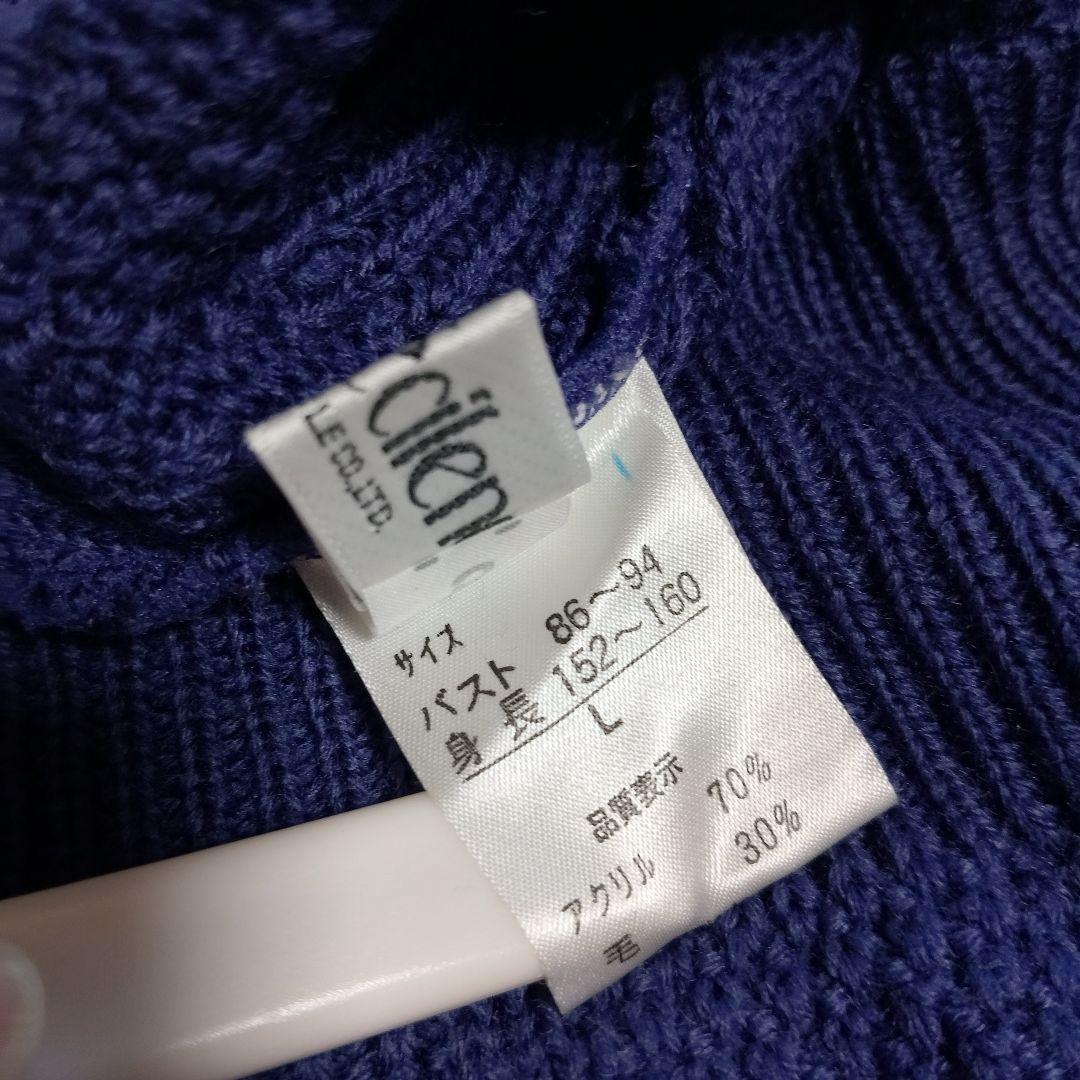 cilen
LE CO.,LTD.
サイズ
バスト 86～94
身長 152～160
L
品質表示
アクリル 70%
毛 30%